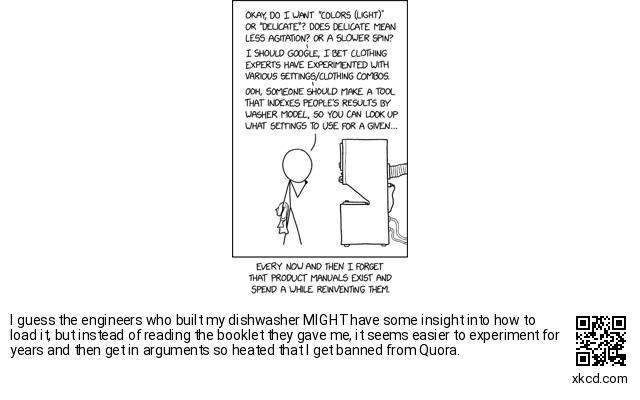 OKAY, DO I WANT "COLORS (LIGHT)"
OR "DELICATE"? DOES DELICATE MEAN
LESS AGITATION? OR A SLOWER SPIN?
I SHOULD GOOGLE, I BET CLOTHING
EXPERTS HAVE EXPERIMENTED WITH
VARIOUS SETTINGS/CLOTHING COMBOS.
OOH, SOMEONE SHOULD MAKE A TOOL
THAT INDEXES PEOPLE'S RESULTS BY
WASHER MODEL, SO YOU CAN LOOK UP
WHAT SETTINGS TO USE FOR A GIVEN...
EVERY NOW AND THEN I FORGET
THAT PRODUCT MANUALS EXIST AND
SPEND A WHILE REINVENTING THEM.
I guess the engineers who built my dishwasher MIGHT have some insight into how to
load it, but instead of reading the booklet they gave me, it seems easier to experiment for
years and then get in arguments so heated that I get banned from Quora.
xkcd.com